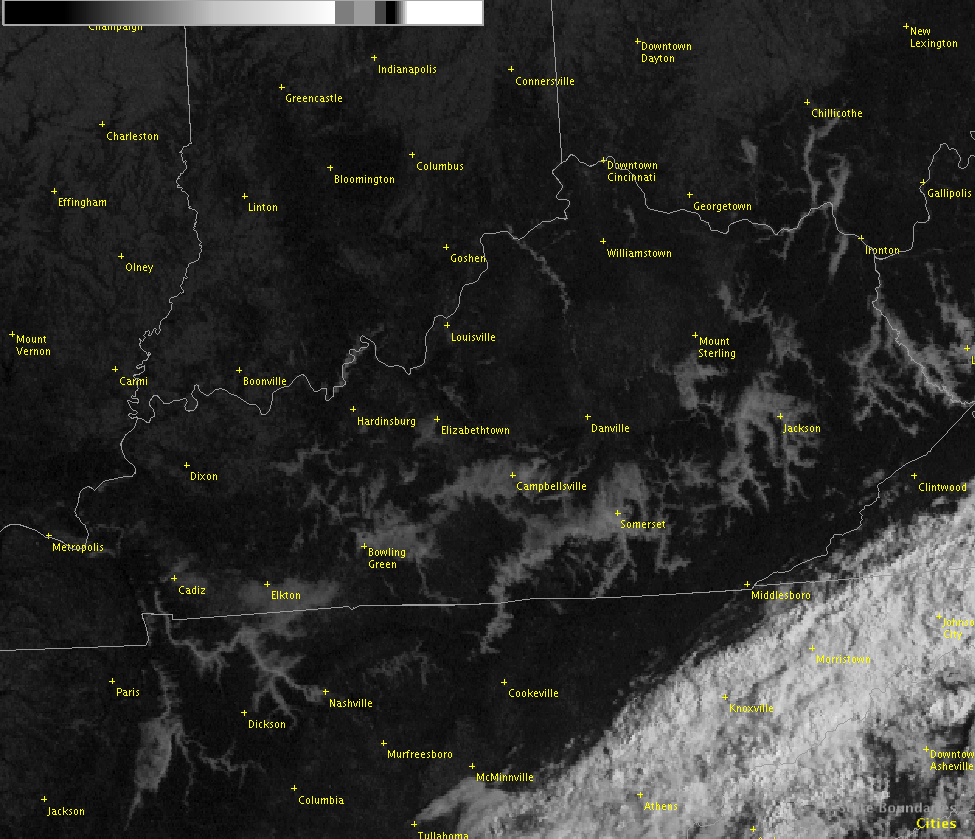 Champaign
New
Lexington
Downtown
Dayton
Indianapolis
Connersville
Greencastle
Chillicothe
Charleston
Columbus
Downtown
Cincinnati
Bloomington
Effingham
Linton
Georgetown
Gallipolis
Goshen
Williamstown
Ironton
Olney
Mount
Vernon
Louisville
Mount
Sterling
Carmi
Boonville
Hardinsburg
Elizabethtown
Danville
Jackson
Dixon
Campbellsville
Clintwood
Somerset
Metropolis
Bowling
Green
Cadiz
Elkton
Middlesboro
Johnso
City
Morristown
Paris
Cookeville
Nashville
Knoxville
Dickson
Murfreesboro
Downtow
Asheville
McMinnville
Columbia
Athens
Jackson
Boundaries
Cities
Tullahoma